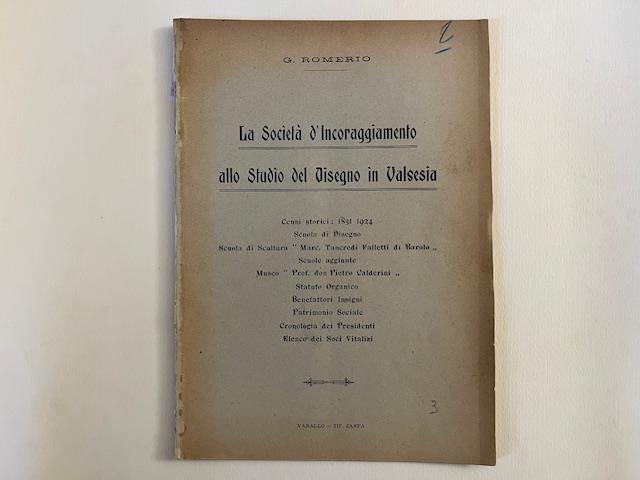 2
G. ROMERIO
La Società d'Incoraggiamento
allo Studio del Disegno in Valsesia
Cenni storici: 1831 1924
Scuola di Disegno
Scuola di Scultura " Marc. Tancredi Falletti di Barolo „
Scuole aggiunte
Museo " Prof. don Pietro Calderini „
Statuto Organico
Benefattori Insigni
Patrimonio Sociale
Cronologia dei Presidenti
Elenco dei Soci Vitalizi
3
VARALLO - TIP. ZANFA